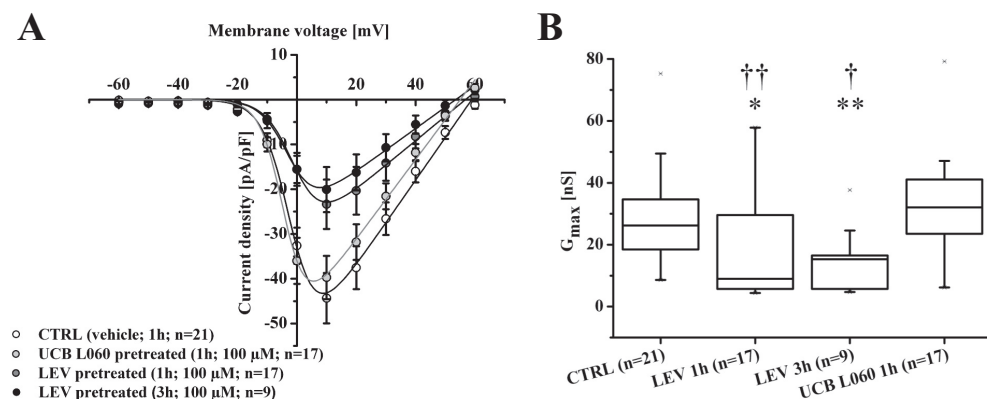 A
Membrane voltage [mV]
10
-60 -40 -20 20 40 60
-10
-20
-30
-40
-50
Current density [pA/pF]
CTRL (vehicle; 1h; n=21)
UCB L060 pretreated (1h; 100 µM; n=17)
LEV pretreated (1h; 100 µM; n=17)
LEV pretreated (3h; 100 µM; n=9)
B
80
60
40
20
0
Gmax [nS]
†† †
* **
CTRL (n=21)
LEV 1h (n=17)
LEV 3h (n=9)
UCB L060 1h (n=17)